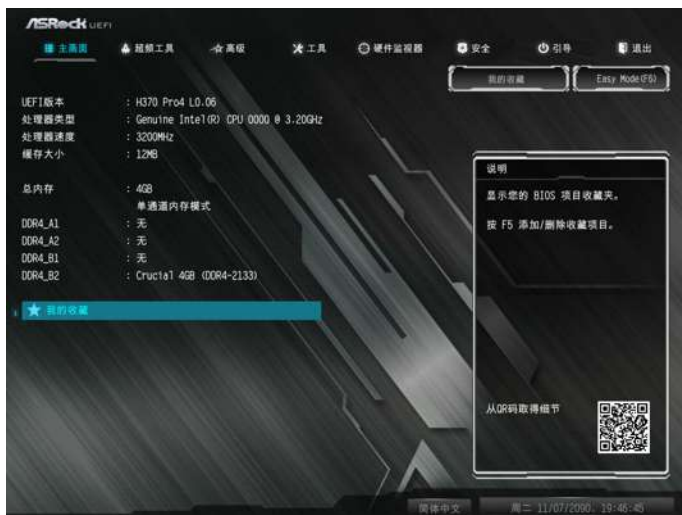 ASRock UEFI
主画面 超频工具 高级 工具 硬件监视器 安全 引导 退出
我的收藏 Easy Mode(F6)
UEFI版本 : H370 Pro4 L0.06
处理器类型 : Genuine Intel(R) CPU 0000 @ 3.20GHz
处理器速度 : 3200MHz
缓存大小 : 12MB
总内存 : 4GB
单通道内存模式
DDR4_A1 : 无
DDR4_A2 : 无
DDR4_B1 : 无
DDR4_B2 : Crucial 4GB (DDR4-2133)
我的收藏
说明
显示您的 BIOS 项目收藏夹。
按 F5 添加/删除收藏项目。
从QR码取得细节
简体中文 周二 11/07/2090, 19:46:45